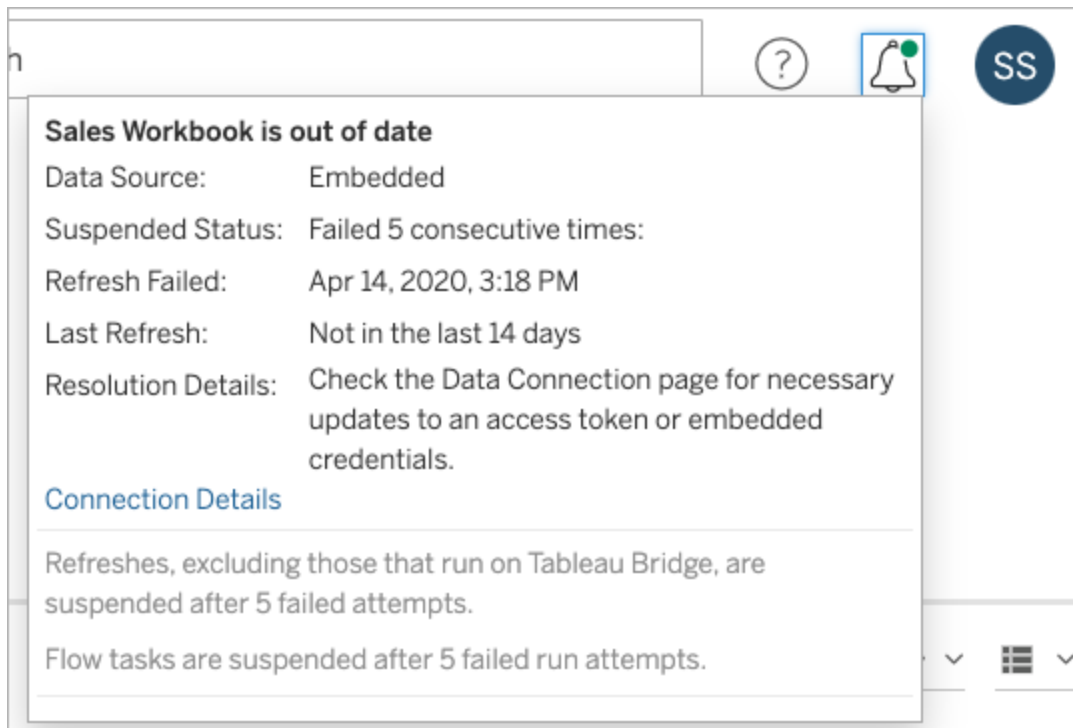 h
?
SS
Sales Workbook is out of date
Data Source: Embedded
Suspended Status: Failed 5 consecutive times:
Refresh Failed: Apr 14, 2020, 3:18 PM
Last Refresh: Not in the last 14 days
Resolution Details: Check the Data Connection page for necessary
updates to an access token or embedded
credentials.
Connection Details
Refreshes, excluding those that run on Tableau Bridge, are
suspended after 5 failed attempts.
Flow tasks are suspended after 5 failed run attempts.